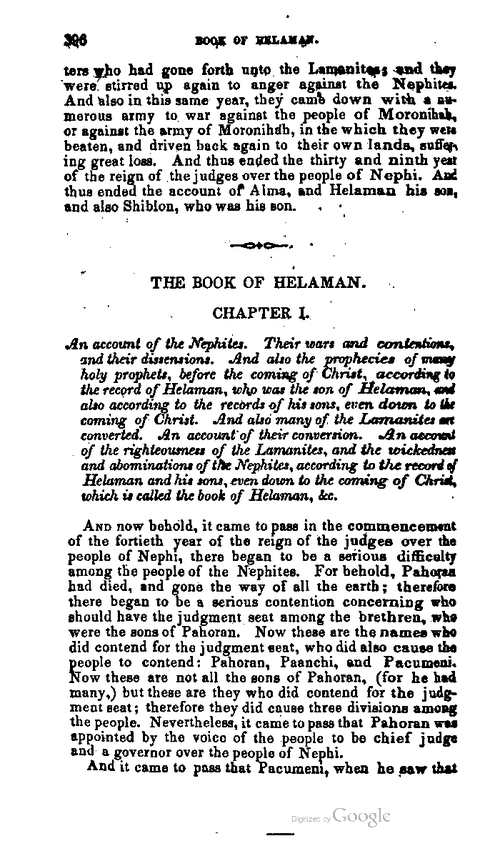 396 BOOK OF HELAMAN.
ters who had gone forth unto the Lamanites; and they
were stirred up again to anger against the Nephites.
And also in this same year, they came down with a nu-
merous army to war against the people of Moronihah,
or against the army of Moronihah, in the which they were
beaten, and driven back again to their own lands, suffer-
ing great loss. And thus ended the thirty and ninth year
of the reign of the judges over the people of Nephi. And
thus ended the account of Alma, and Helaman his son,
and also Shiblon, who was his son.
THE BOOK OF HELAMAN.
CHAPTER I.
An account of the Nephites. Their wars and contentions,
and their dissensions. And also the prophecies of many
holy prophets, before the coming of Christ, according to
the record of Helaman, who was the son of Helaman, and
also according to the records of his sons, even down to the
coming of Christ. And also many of the Lamanites are
converted. An account of their conversion. An account
of the righteousness of the Lamanites, and the wickedness
and abominations of the Nephites, according to the record of
Helaman and his sons, even down to the coming of Christ,
which is called the book of Helaman, &c.
AND now behold, it came to pass in the commencement
of the fortieth year of the reign of the judges over the
people of Nephi, there began to be a serious difficulty
among the people of the Nephites. For behold, Pahoran
had died, and gone the way of all the earth; therefore
there began to be a serious contention concerning who
should have the judgment seat among the brethren, who
were the sons of Pahoran. Now these are the names who
did contend for the judgment seat, who did also cause the
people to contend: Pahoran, Paanchi, and Pacumeni.
Now these are not all the sons of Pahoran, (for he had
many,) but these are they who did contend for the judg-
ment seat; therefore they did cause three divisions among
the people. Nevertheless, it came to pass that Pahoran was
appointed by the voice of the people to be chief judge
and a governor over the people of Nephi.
And it came to pass that Pacumeni, when he saw that
Digitized by Google